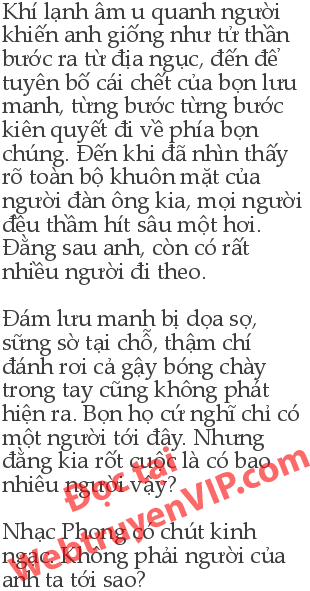 Khí lạnh âm u quanh người
khiến anh giống như tử thần
bước ra từ địa ngục, đến để
tuyên bố cái chết của bọn lưu
manh, từng bước từng bước
kiên quyết đi về phía bọn
chúng. Đến khi đã nhìn thấy
rõ toàn bộ khuôn mặt của
người đàn ông kia, mọi người
đều thầm hít sâu một hơi.
Đằng sau anh, còn có rất
nhiều người đi theo.
Đám lưu manh bị dọa sợ,
sững sờ tại chỗ, thậm chí
đánh rơi cả gậy bóng chày
trong tay cũng không phát
hiện ra. Bọn họ cứ nghĩ chỉ có
một người tới đây. Nhưng
đằng kia rốt cuộc là có bao
nhiêu người vậy?
Nhạc Phong có chút kinh
ngạc. Không phải người của
anh ta tới sao?
Đọc tại
WebtruyenVIP.com